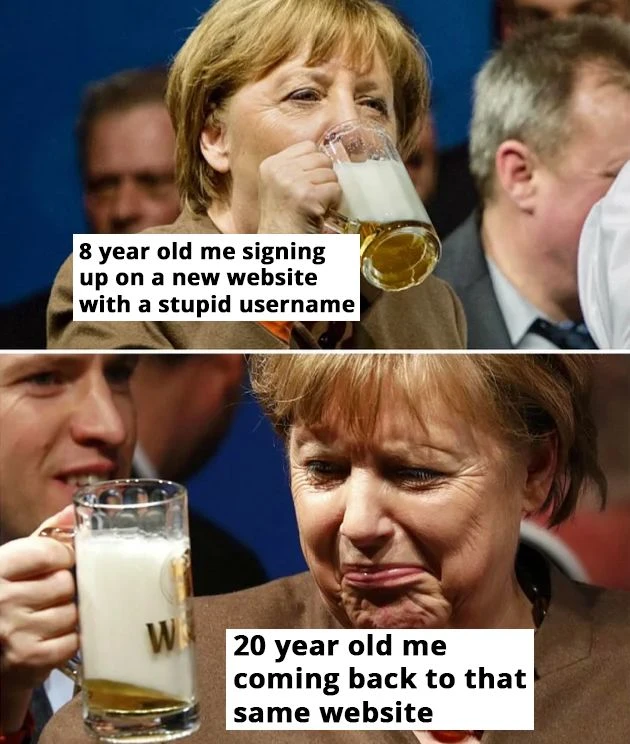 8 year old me signing
up on a new website
with a stupid username
20 year old me
coming back to that
same website